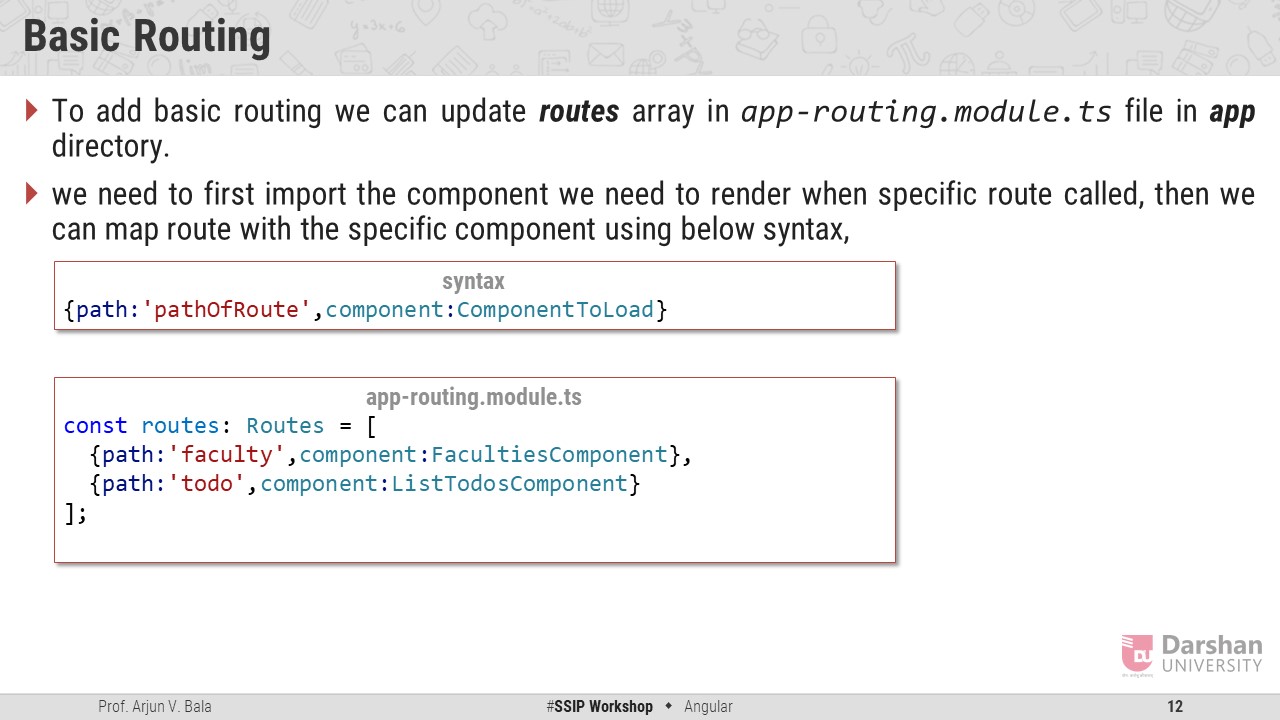 Basic Routing
To add basic routing we can update routes array in app-routing.module.ts file in app
directory.
we need to first import the component we need to render when specific route called, then we
can map route with the specific component using below syntax,
syntax
{path:'pathOfRoute',component:ComponentToLoad}
app-routing.module.ts
const routes: Routes = [
  {path:'faculty',component:FacultiesComponent},
  {path:'todo',component:ListTodosComponent}
];
DU
Darshan
UNIVERSITY
Prof. Arjun V. Bala
#SSIP Workshop ◆ Angular
12